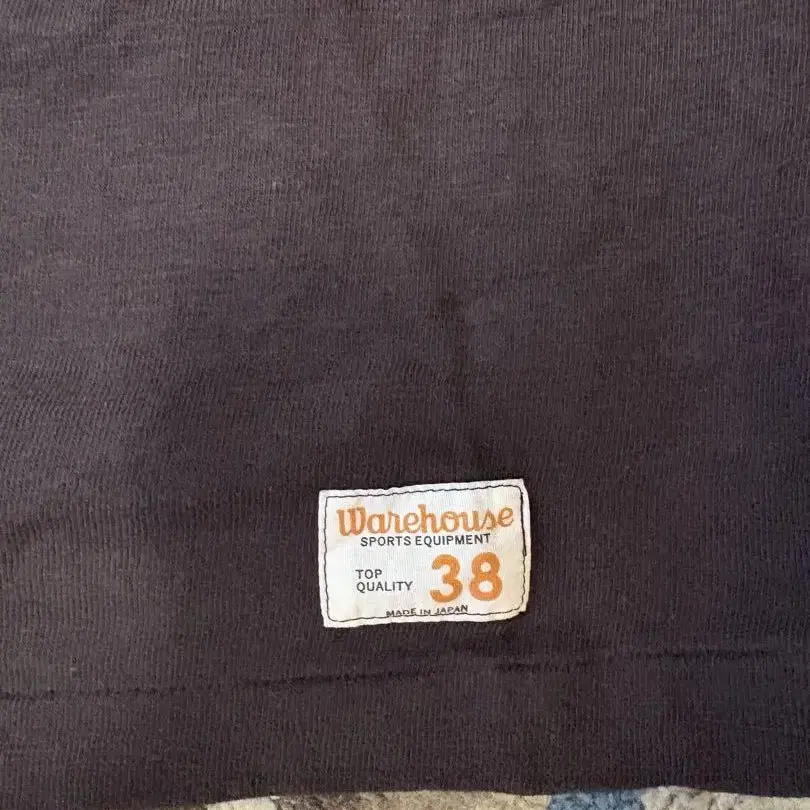 Warehouse
SPORTS EQUIPMENT
TOP
QUALITY
38
MADE IN JAPAN